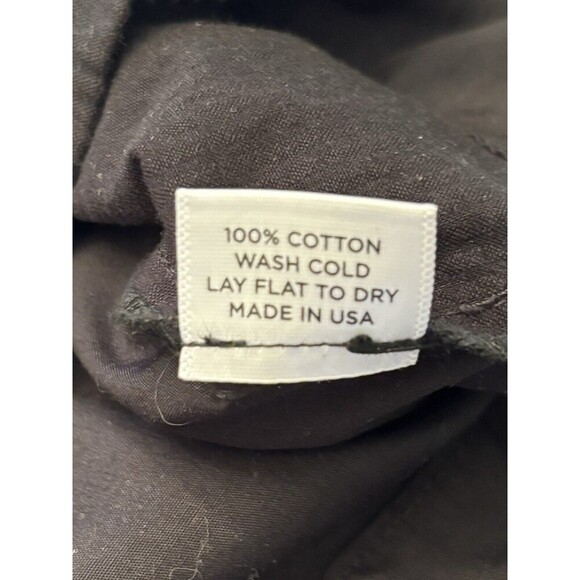 100% COTTON
WASH COLD
LAY FLAT TO DRY
MADE IN USA